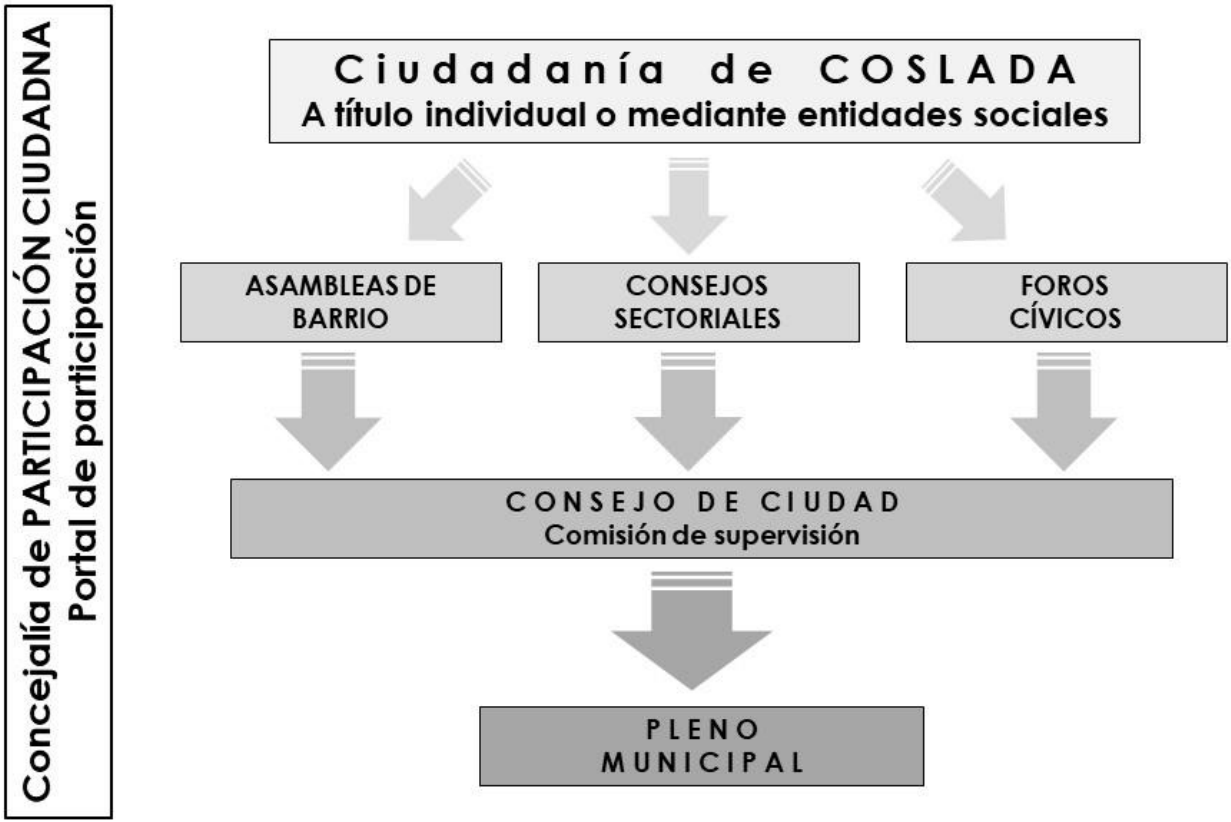 Concejalía de PARTICIPACIÓN CIUDADNA
Portal de participación
Ciudadanía de COSLADA
A título individual o mediante entidades sociales
ASAMBLEAS DE
BARRIO
CONSEJOS
SECTORIALES
FOROS
CÍVICOS
CONSEJO DE CIUDAD
Comisión de supervisión
PLENO
MUNICIPAL